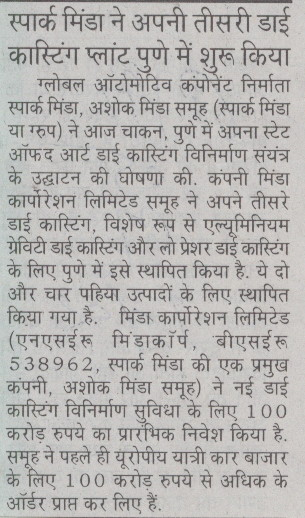 स्पार्क मिंडा ने अपनी तीसरी डाई
कास्टिंग प्लांट पुणे में शुरू किया
ग्लोबल ऑटोमोटिव कंपोनेंट निर्माता
स्पार्क मिंडा, अशोक मिंडा समूह (स्पार्क मिंडा
या ग्रुप) ने आज चाकन, पुणे में अपना स्टेट
ऑफद आर्ट डाई कास्टिंग विनिर्माण संयंत्र
के उद्घाटन की घोषणा की. कंपनी मिंडा
कार्पोरेशन लिमिटेड समूह ने अपने तीसरे
डाई कास्टिंग, विशेष रूप से एल्यूमिनियम
ग्रेविटी डाई कास्टिंग और लो प्रेशर डाई कास्टिंग
के लिए पुणे में इसे स्थापित किया है. ये दो
और चार पहिया उत्पादों के लिए स्थापित
किया गया है. मिंडा कार्पोरेशन लिमिटेड
(एनएसईरू मिंडाकॉर्प, बीएसईरू
538962, स्पार्क मिंडा की एक प्रमुख
कंपनी, अशोक मिंडा समूह) ने नई डाई
कास्टिंग विनिर्माण सुविधा के लिए 100
करोड़ रुपये का प्रारंभिक निवेश किया है.
समूह ने पहले ही यूरोपीय यात्री कार बाजार
के लिए 100 करोड़ रुपये से अधिक के
ऑर्डर प्राप्त कर लिए हैं.